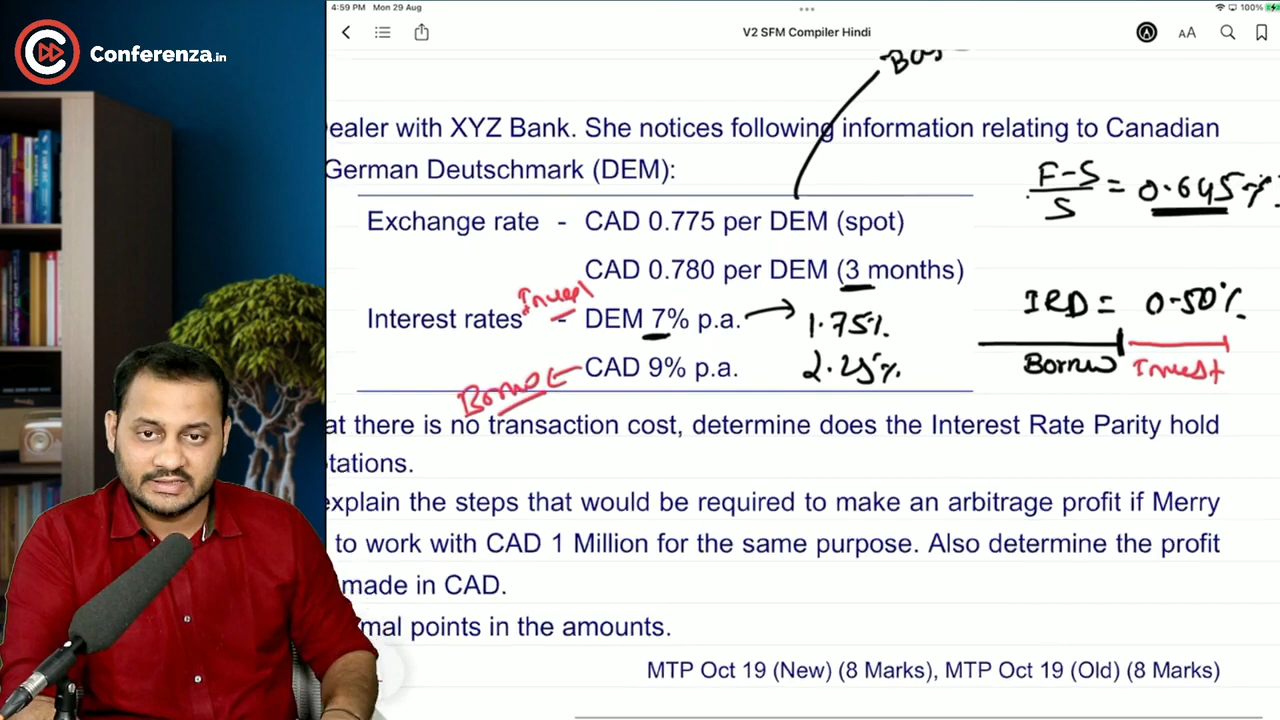 4:59 PM Mon 29 Aug
100%
Conferenza.in
V2 SFM Compiler Hindi
AA
ealer with XYZ Bank. She notices following information relating to Canadian
German Deutschmark (DEM):
F-S
S
= 0.645%
Exchange rate - CAD 0.775 per DEM (spot)
CAD 0.780 per DEM (3 months)
Invest
IRD = 0.50%
Interest rates - DEM 7% p.a. → 1.75%
Borrow Invest
Borrow
CAD 9% p.a. 2.25%
at there is no transaction cost, determine does the Interest Rate Parity hold
tations.
explain the steps that would be required to make an arbitrage profit if Merry
to work with CAD 1 Million for the same purpose. Also determine the profit
made in CAD.
mal points in the amounts.
MTP Oct 19 (New) (8 Marks), MTP Oct 19 (Old) (8 Marks)